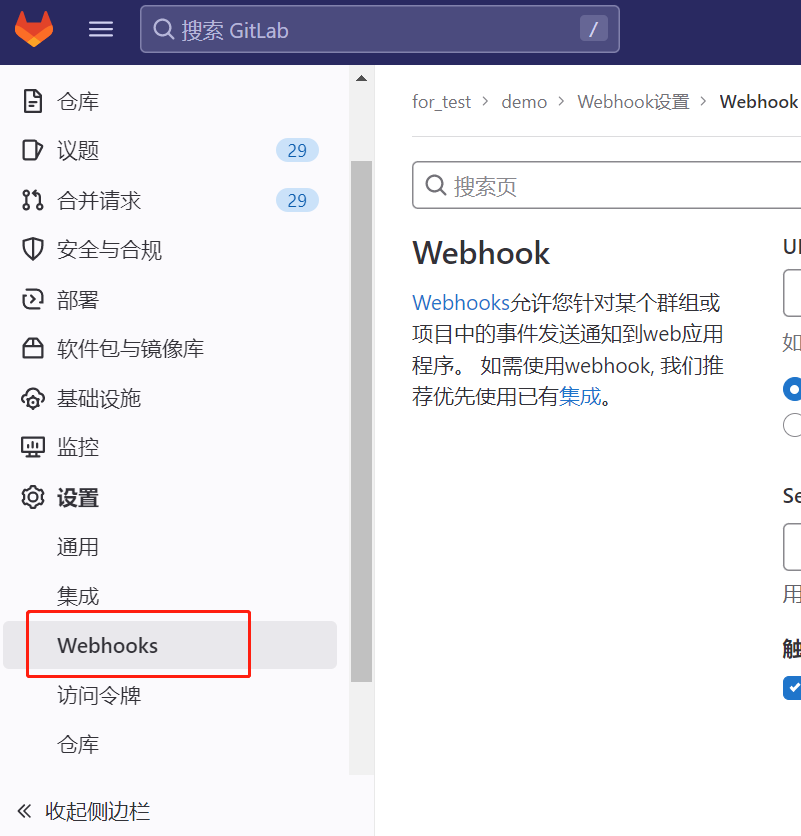 搜索 GitLab /
仓库
议题 29
合并请求 29
安全与合规
部署
软件包与镜像库
基础设施
监控
设置
通用
集成
Webhooks
访问令牌
仓库
收起侧边栏
for_test > demo > Webhook设置 > Webhook
搜索页
Webhook
Webhooks允许您针对某个群组或
项目中的事件发送通知到web应用
程序。 如需使用webhook, 我们推
荐优先使用已有集成。
如
Se
用
触